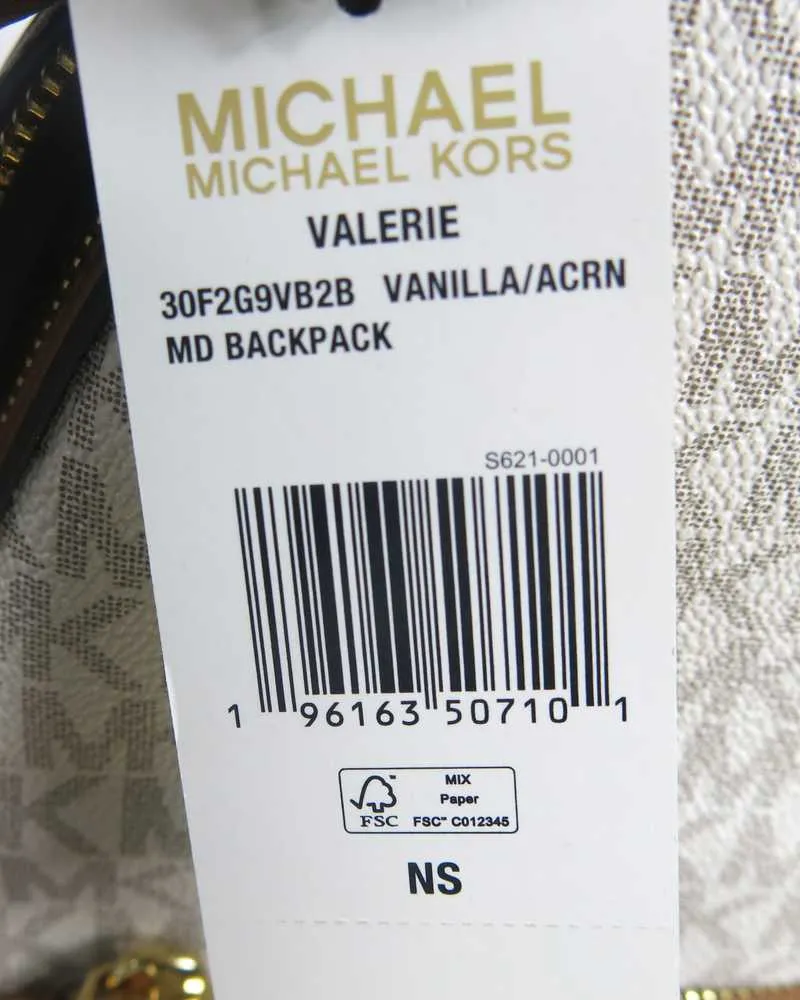 MICHAEL
MICHAEL KORS
VALERIE
30F2G9VB2B VANILLA/ACRN
MD BACKPACK
S621-0001
1 96163 50710 1
MIX
Paper
FSC™ C012345
FSC
NS